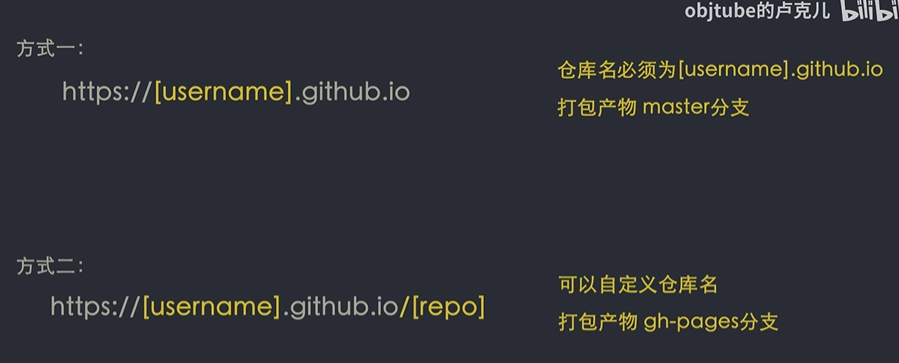 objtube的卢克儿 bilibi
方式一：
https://[username].github.io
仓库名必须为[username].github.io
打包产物 master分支
方式二：
https://[username].github.io/[repo]
可以自定义仓库名
打包产物 gh-pages分支